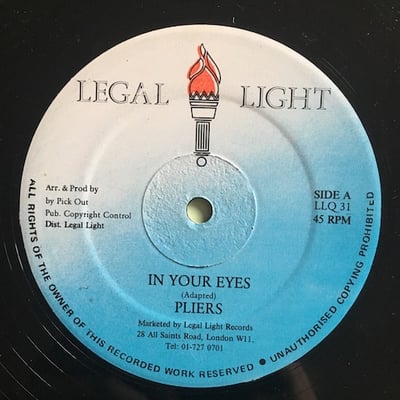 LEGAL LIGHT
Arr. & Prod by
by Pick Out
Pub. Copyright Control
Dist. Legal Light
SIDE A
LLQ 31
45 RPM
IN YOUR EYES
(Adapted)
PLIERS
Marketed by Legal Light Records
28 All Saints Road, London W11.
Tel: 01-727 0701
ALL RIGHTS OF THE OWNER OF THIS RECORDED WORK RESERVED ● UNAUTHORISED COPYING PROHIBITED